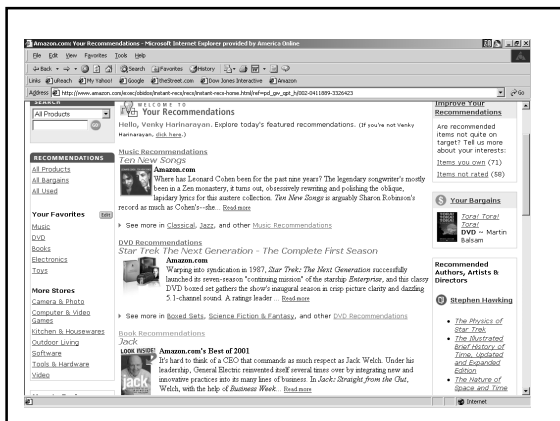 Amazon.com: Your Recommendations - Microsoft Internet Explorer provided by America Online
File Edit View Favorites Tools Help
Back Search Favorites History
Links uReach My Yahoo! Google theStreet.com Dow Jones Interactive Amazon
Address http://www.amazon.com/exec/obidos/instant-recs/recs/instant-recs-home.html/ref=pd_gw_opt_h/002-0411889-3326423 Go
SEARCH
All Products
GO
RECOMMENDATIONS
All Products
All Bargains
All Used
Your Favorites Edit
Music
DVD
Books
Electronics
Toys
More Stores
Camera & Photo
Computer & Video
Games
Kitchen & Housewares
Outdoor Living
Software
Tools & Hardware
Video
WELCOME TO
Your Recommendations
Hello, Venky Harinarayan. Explore today's featured recommendations. (If you're not Venky
Harinarayan, click here.)
Music Recommendations
Ten New Songs
Amazon.com
Where has Leonard Cohen been for the past nine years? The legendary songwriter's mostly
been in a Zen monastery, it turns out, obsessively rewriting and polishing the oblique,
lapidary lyrics for this austere collection. Ten New Songs is arguably Sharon Robinson's
record as much as Cohen's--she... Read more
See more in Classical, Jazz, and other Music Recommendations
DVD Recommendations
Star Trek The Next Generation - The Complete First Season
Amazon.com
Warping into syndication in 1987, Star Trek: The Next Generation successfully
launched its seven-season "continuing mission" of the starship Enterprise, and this classy
DVD boxed set gathers the show's inaugural season in crisp picture clarity and dazzling
5.1-channel sound. A ratings leader ... Read more
See more in Boxed Sets, Science Fiction & Fantasy, and other DVD Recommendations
Book Recommendations
Jack
LOOK INSIDE!
jack
Amazon.com's Best of 2001
It's hard to think of a CEO that commands as much respect as Jack Welch. Under his
leadership, General Electric reinvented itself several times over by integrating new and
innovative practices into its many lines of business. In Jack: Straight from the Gut,
Welch, with the help of Business Week... Read more
Improve Your
Recommendations
Are recommended
items not quite on
target? Tell us more
about your interests:
Items you own (71)
Items not rated (58)
Your Bargains
Tora! Tora!
Tora!
DVD ~ Martin
Balsam
Recommended
Authors, Artists &
Directors
Stephen Hawking
The Physics of
Star Trek
The Illustrated
Brief History of
Time, Updated
and Expanded
Edition
The Nature of
Space and Time
Internet